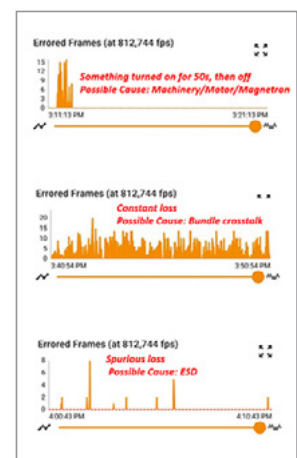 Errored Frames (at 812,744 fps)
15
12
9
6
3
0
Something turned on for 50s, then off
Possible Cause: Machinery/Motor/Magnetron
3:11:13 PM 3:21:13 PM
Errored Frames (at 812,744 fps)
20
15
10
5
0
Constant loss
Possible Cause: Bundle crosstalk
3:40:54 PM 3:50:54 PM
Errored Frames (at 812,744 fps)
8
6
4
2
0
Spurious loss
Possible Cause: ESD
4:00:43 PM 4:10:43 PM